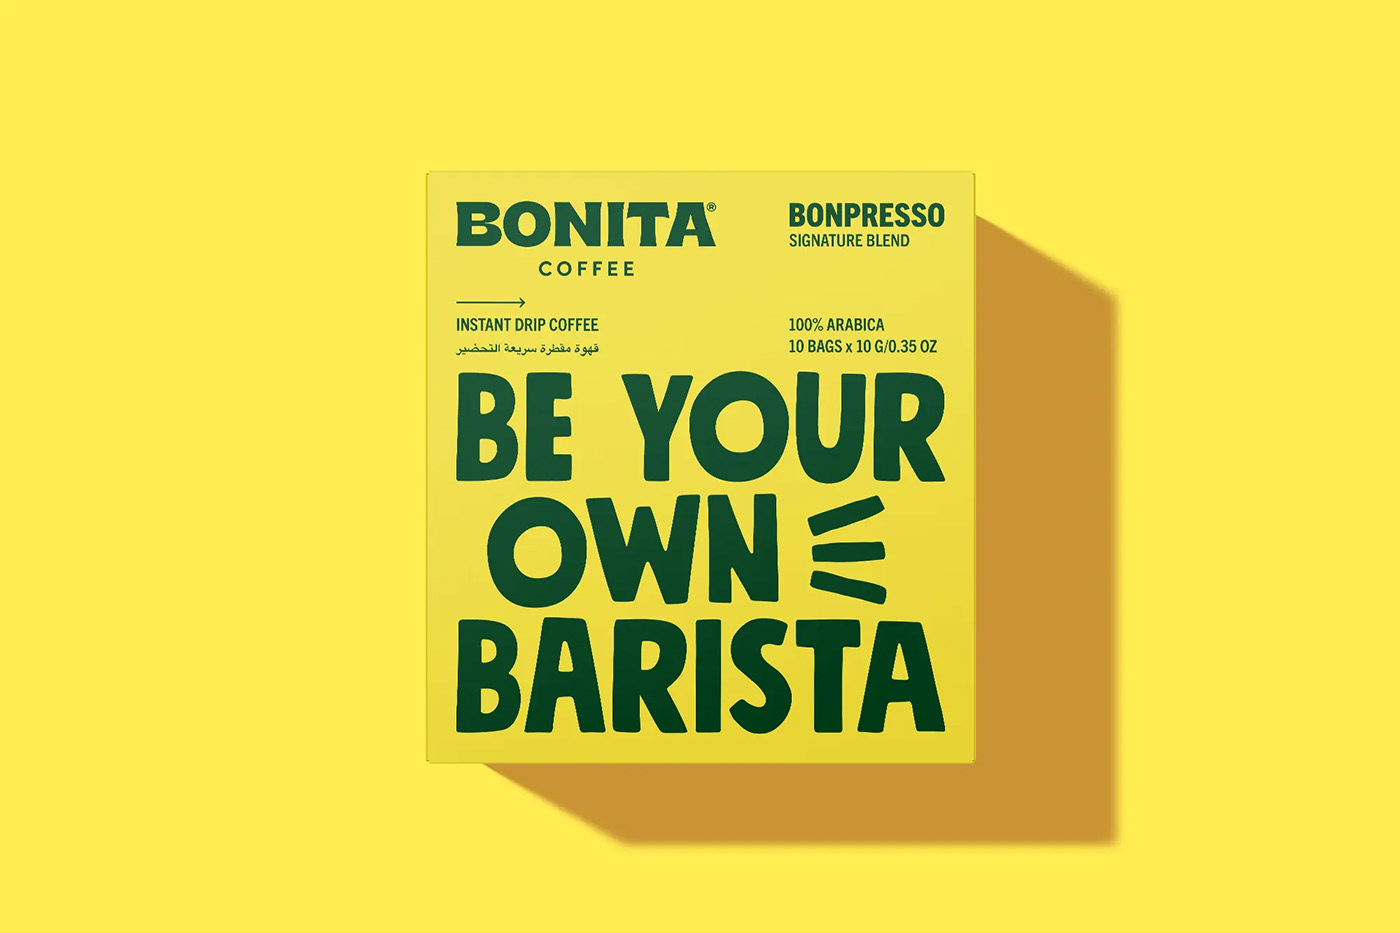 BONITA®
COFFEE
BONPRESSO
SIGNATURE BLEND
INSTANT DRIP COFFEE
قهوة مقطرة سريعة التحضير
100% ARABICA
10 BAGS x 10 G/0.35 OZ
BE YOUR
OWN
BARISTA